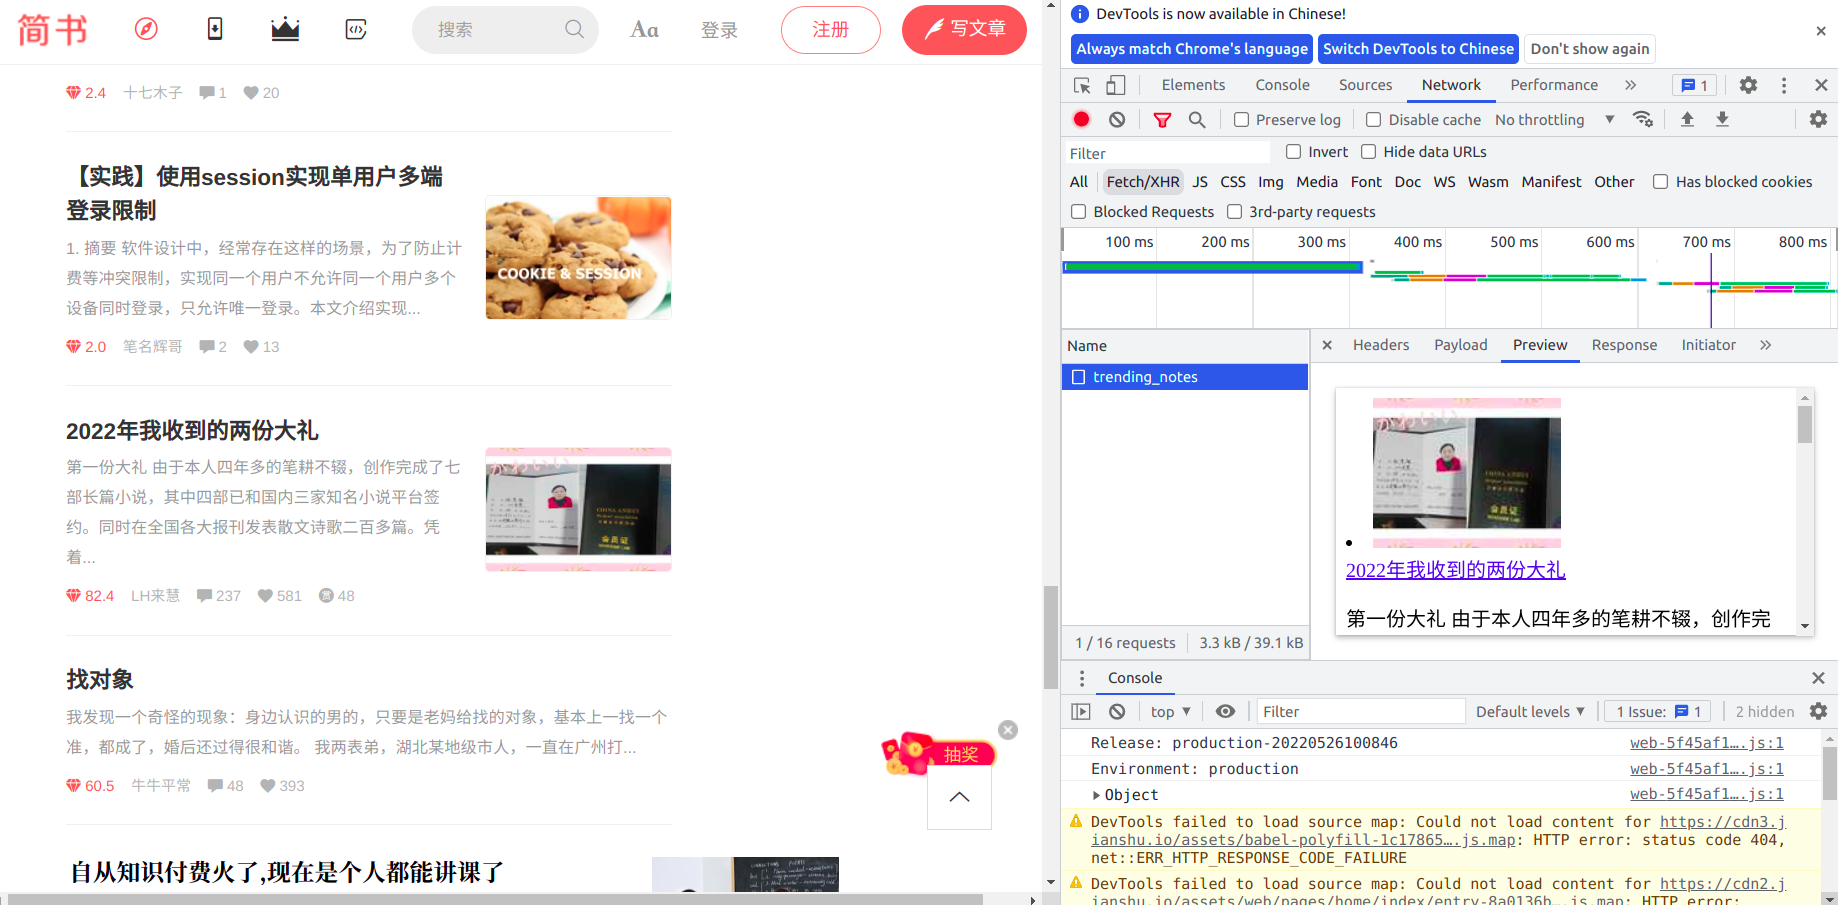 简书
搜索
Aa
登录
注册
写文章
2.4 十七木子 1 20
【实践】使用session实现单用户多端
登录限制
1. 摘要 软件设计中，经常存在这样的场景，为了防止计
费等冲突限制，实现同一个用户不允许同一个用户多个
设备同时登录，只允许唯一登录。本文介绍实现...
COOKIE & SESSION
2.0 笔名辉哥 2 13
2022年我收到的两份大礼
第一份大礼 由于本人四年多的笔耕不辍，创作完成了七
部长篇小说，其中四部已和国内三家知名小说平台签
约。同时在全国各大报刊发表散文诗歌二百多篇。凭
着...
かわいい
会员证
82.4 LH来慧 237 581 赏 48
找对象
我发现一个奇怪的现象：身边认识的男的，只要是老妈给找的对象，基本上一找一个
准，都成了，婚后还过得很和谐。 我两表弟，湖北某地级市人，一直在广州打...
60.5 牛牛平常 48 393
抽奖
自从知识付费火了,现在是个人都能讲课了
DevTools is now available in Chinese!
Always match Chrome's language
Switch DevTools to Chinese
Don't show again
Elements Console Sources Network Performance 1
Preserve log Disable cache No throttling
Filter Invert Hide data URLs
All Fetch/XHR JS CSS Img Media Font Doc WS Wasm Manifest Other Has blocked cookies
Blocked Requests 3rd-party requests
100 ms 200 ms 300 ms 400 ms 500 ms 600 ms 700 ms 800 ms
Name
trending_notes
1 / 16 requests 3.3 kB / 39.1 kB
Headers Payload Preview Response Initiator
かわいい
会员证
2022年我收到的两份大礼
第一份大礼 由于本人四年多的笔耕不辍，创作完
Console
top Filter Default levels 1 Issue: 1 2 hidden
Release: production-20220526100846 web-5f45af1….js:1
Environment: production web-5f45af1….js:1
Object web-5f45af1….js:1
DevTools failed to load source map: Could not load content for https://cdn3.j
ianshu.io/assets/babel-polyfill-1c17865….js.map: HTTP error: status code 404,
net::ERR_HTTP_RESPONSE_CODE_FAILURE
DevTools failed to load source map: Could not load content for https://cdn2.j
ianshu.io/assets/web/pages/home/index/entry-8a0136b….js.map: HTTP error: